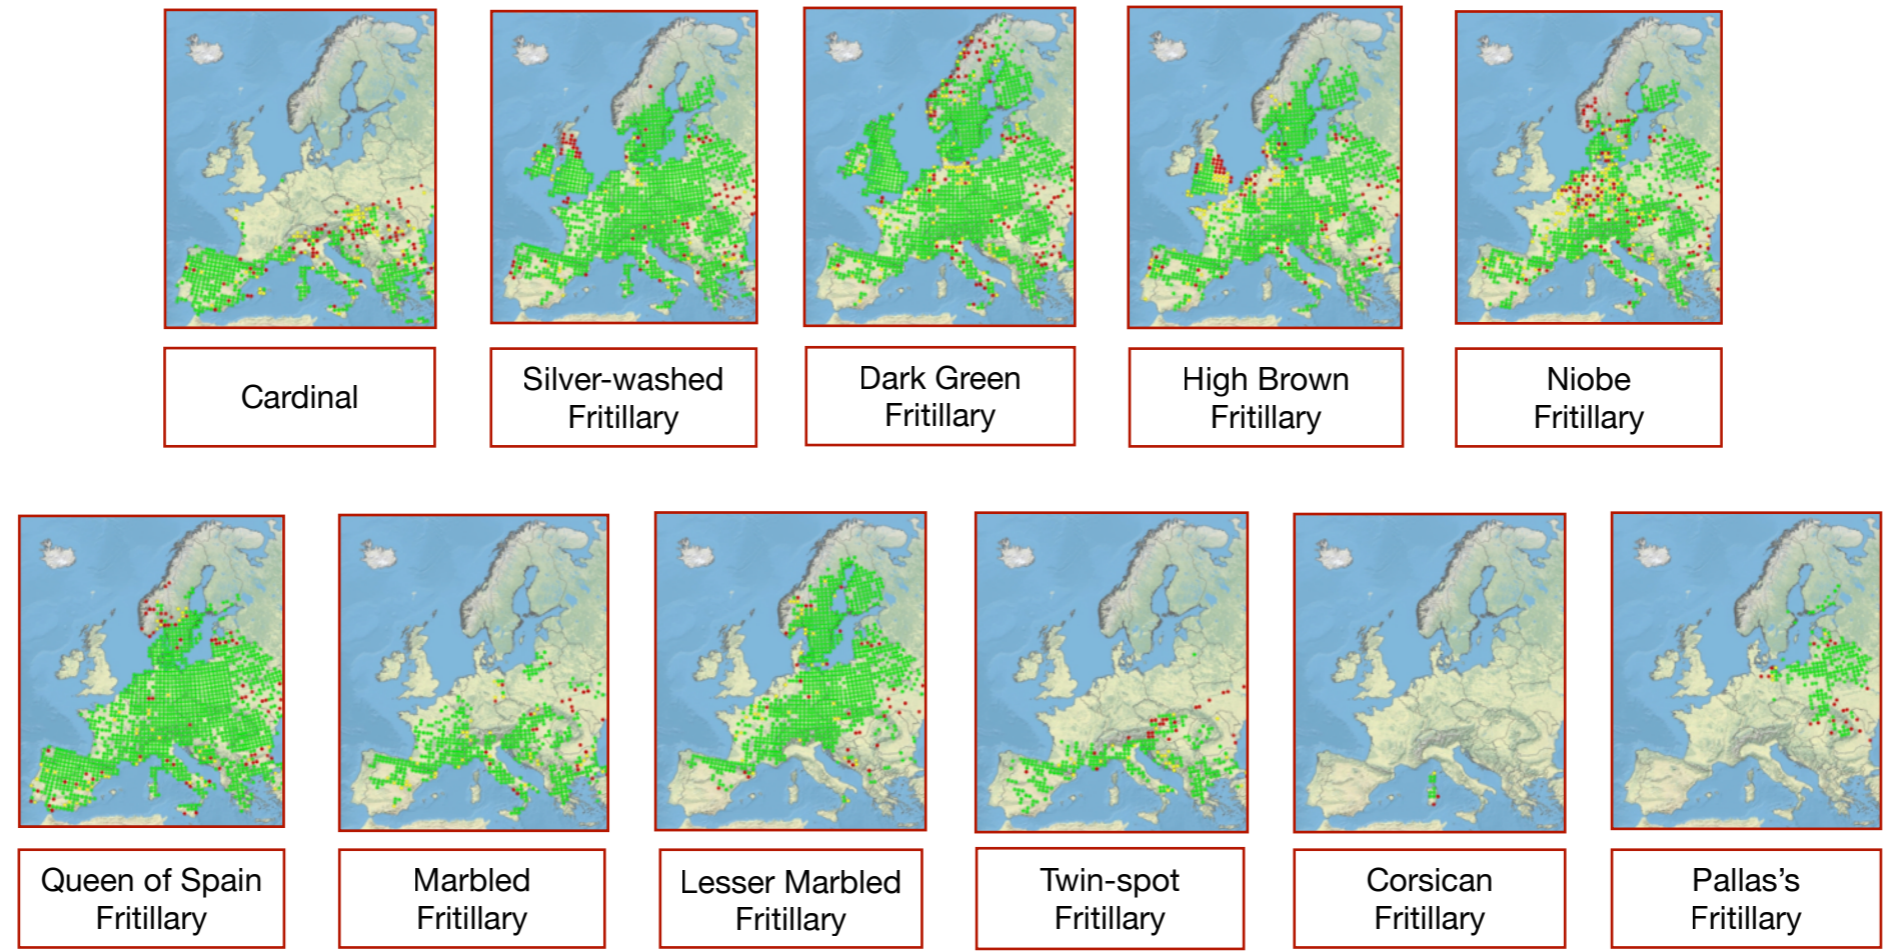 Cardinal
Silver-washed
Fritillary
Dark Green
Fritillary
High Brown
Fritillary
Niobe
Fritillary
Queen of Spain
Fritillary
Marbled
Fritillary
Lesser Marbled
Fritillary
Twin-spot
Fritillary
Corsican
Fritillary
Pallas’s
Fritillary